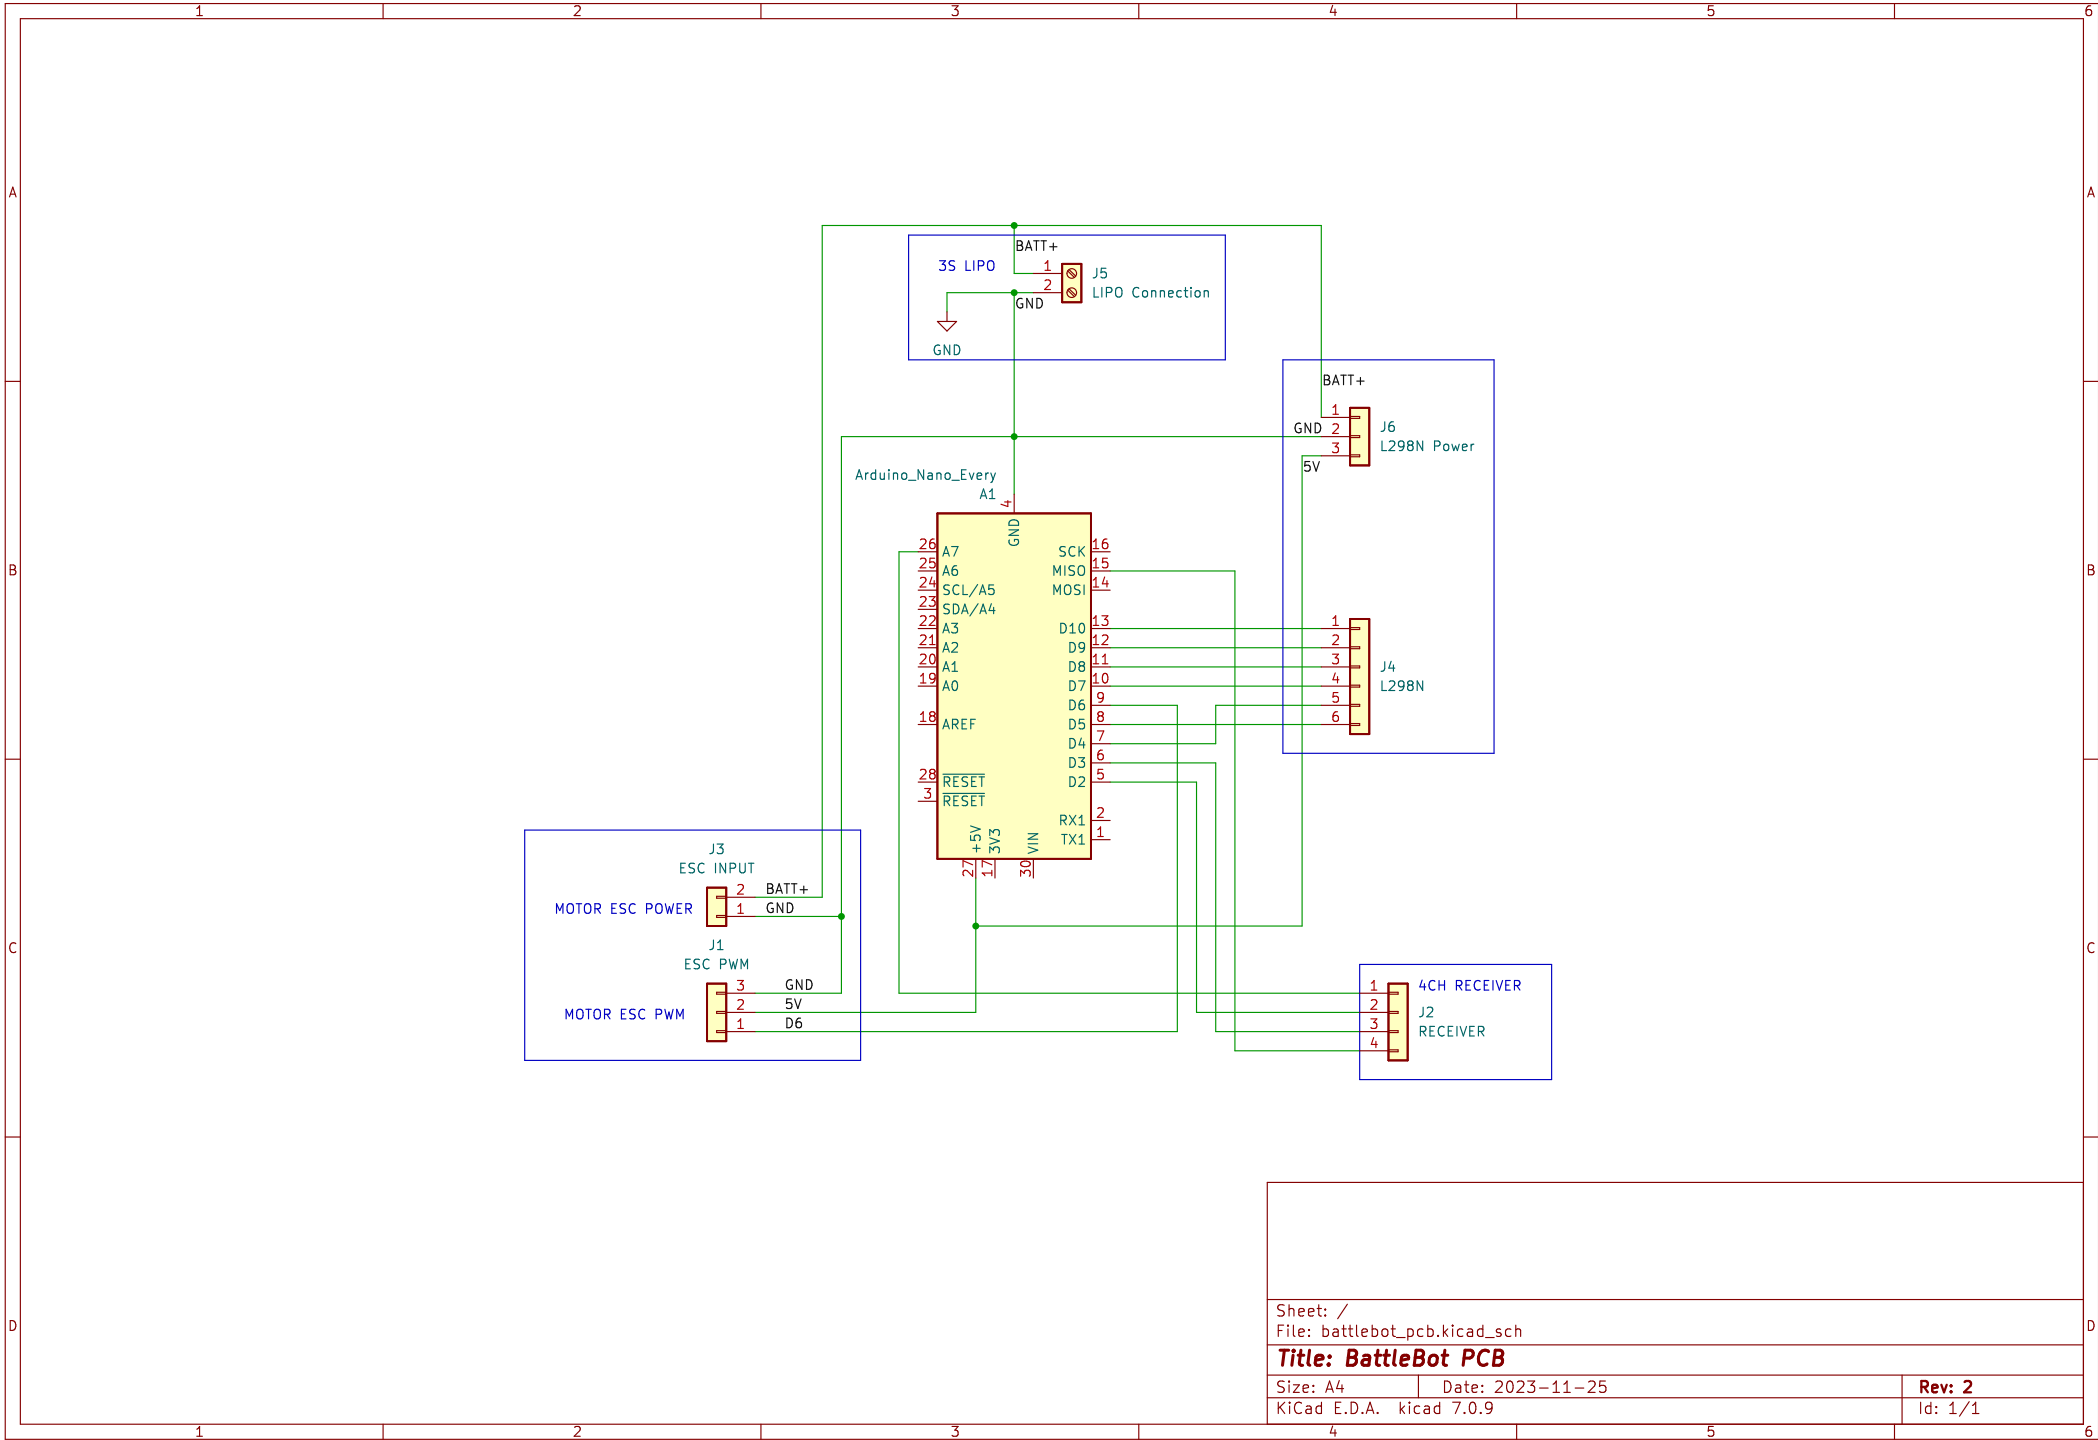 1 2 3 4 5 6
A A
BATT+
3S LIPO
1
2
J5
LIPO Connection
GND
GND
BATT+
1
2
3
GND
5V
J6
L298N Power
Arduino_Nano_Every
A1
4
GND
26 A7
25 A6
24 SCL/A5
23 SDA/A4
22 A3
21 A2
20 A1
19 A0
18 AREF
28 RESET
3 RESET
SCK 16
MISO 15
MOSI 14
D10 13
D9 12
D8 11
D7 10
D6 9
D5 8
D4 7
D3 6
D2 5
RX1 2
TX1 1
+5V
3V3
VIN
27
17
30
B B
1
2
3
4
5
6
J4
L298N
J3
ESC INPUT
2 BATT+
1 GND
MOTOR ESC POWER
J1
ESC PWM
3 GND
2 5V
1 D6
MOTOR ESC PWM
C C
1
2
3
4
4CH RECEIVER
J2
RECEIVER
D D
Sheet: /
File: battlebot_pcb.kicad_sch
Title: BattleBot PCB
Size: A4 Date: 2023-11-25 Rev: 2
KiCad E.D.A. kicad 7.0.9 Id: 1/1
1 2 3 4 5 6